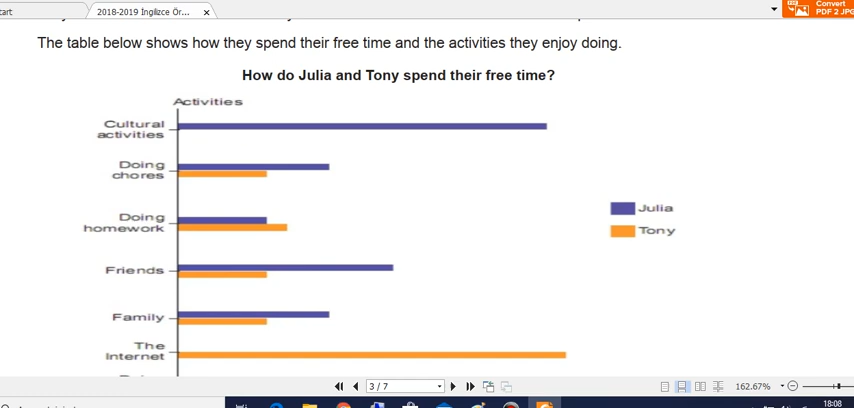 tart
2018-2019 İngilizce Ör... ×
Convert
PDF 2 JPG
The table below shows how they spend their free time and the activities they enjoy doing.
How do Julia and Tony spend their free time?
Activities
Cultural
activities
Doing
chores
Doing
homework
Friends
Family
The
Internet
Julia
Tony
3 / 7
162.67%
18:08